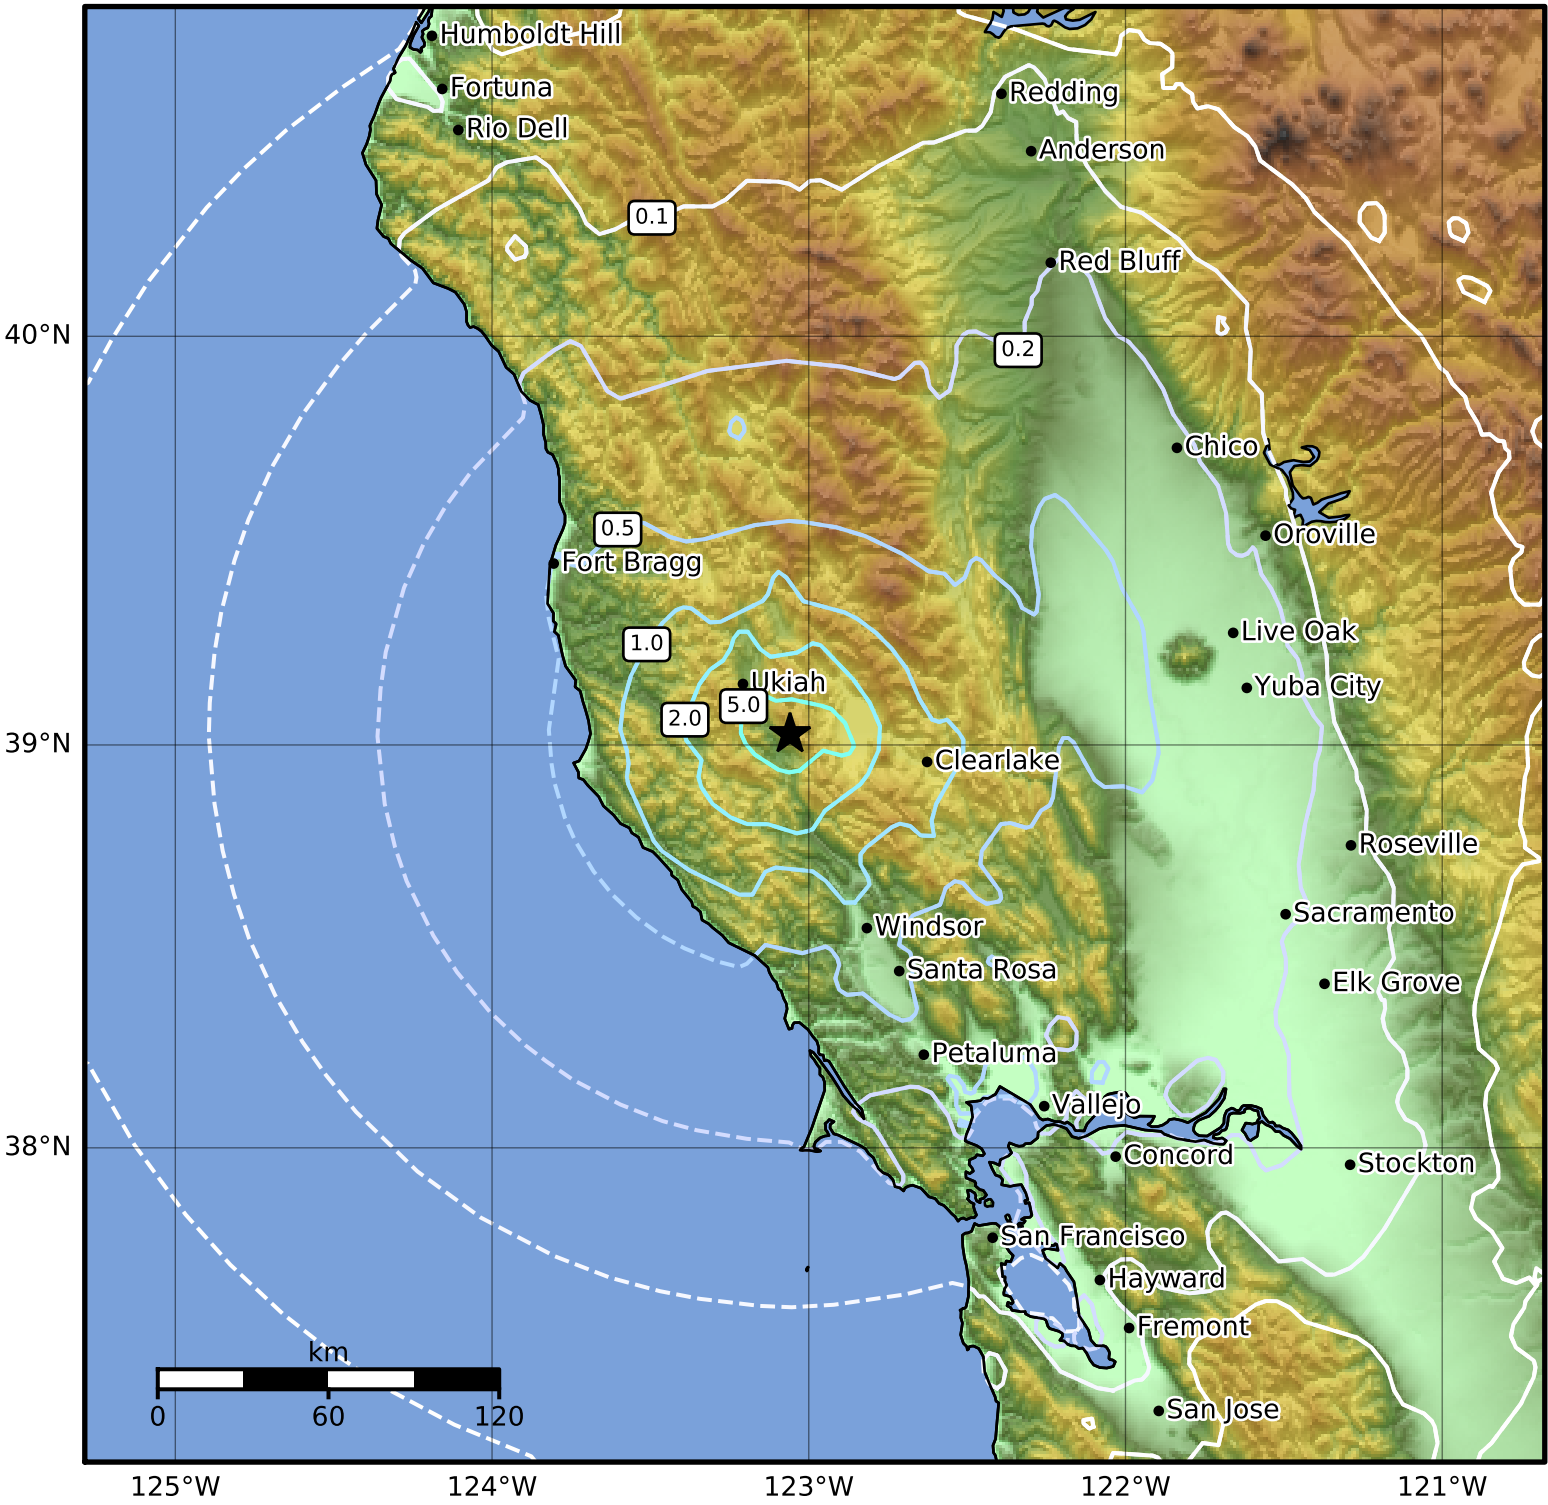 Humboldt Hill
Fortuna
Redding
Rio Dell
Anderson
0.1
Red Bluff
40°N
0.2
Chico
0.5
Oroville
Fort Bragg
Live Oak
1.0
Ukiah
Yuba City
5.0
2.0
39°N
Clearlake
Roseville
Sacramento
Windsor
Santa Rosa
Elk Grove
Petaluma
Vallejo
38°N
Concord
Stockton
San Francisco
Hayward
Fremont
km
San Jose
0 60 120
125°W 124°W 123°W 122°W 121°W